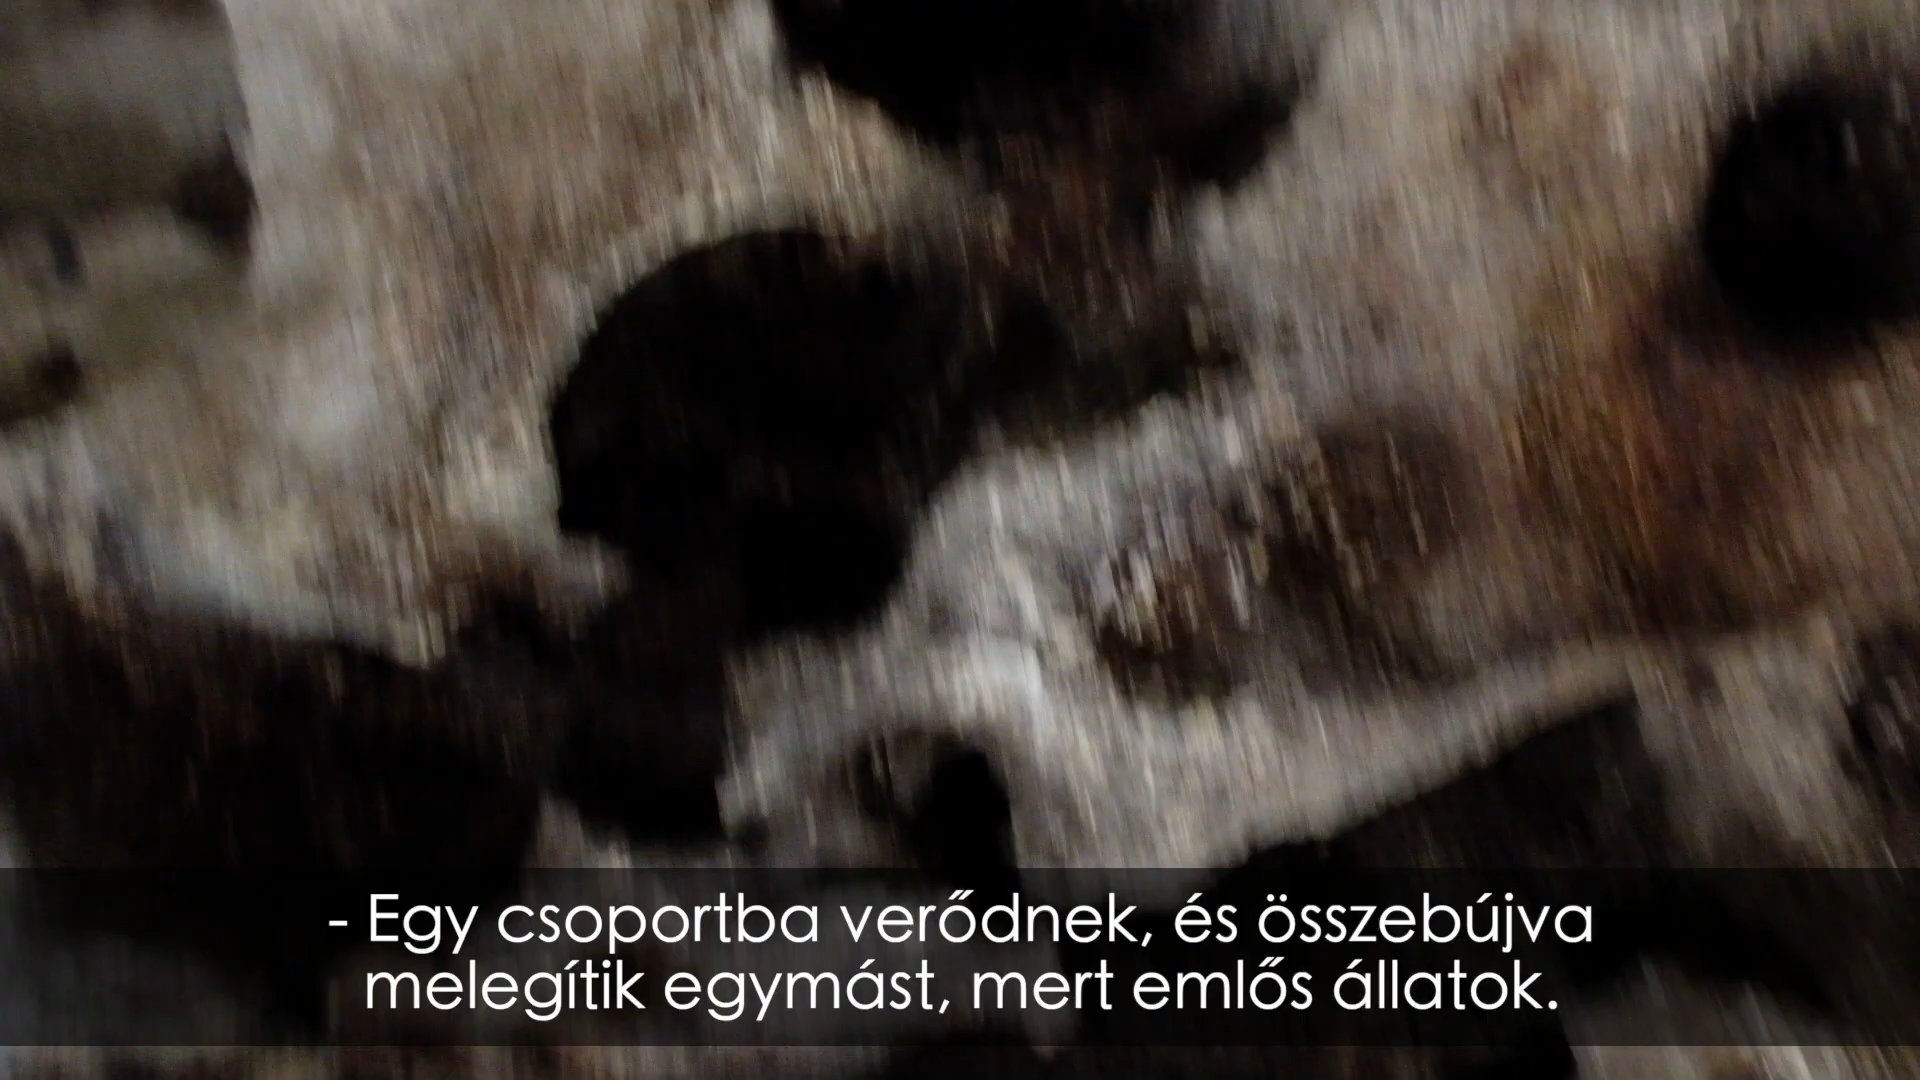 - Egy csoportba verődnek, és összebújva
melegítik egymást, mert emlős állatok.